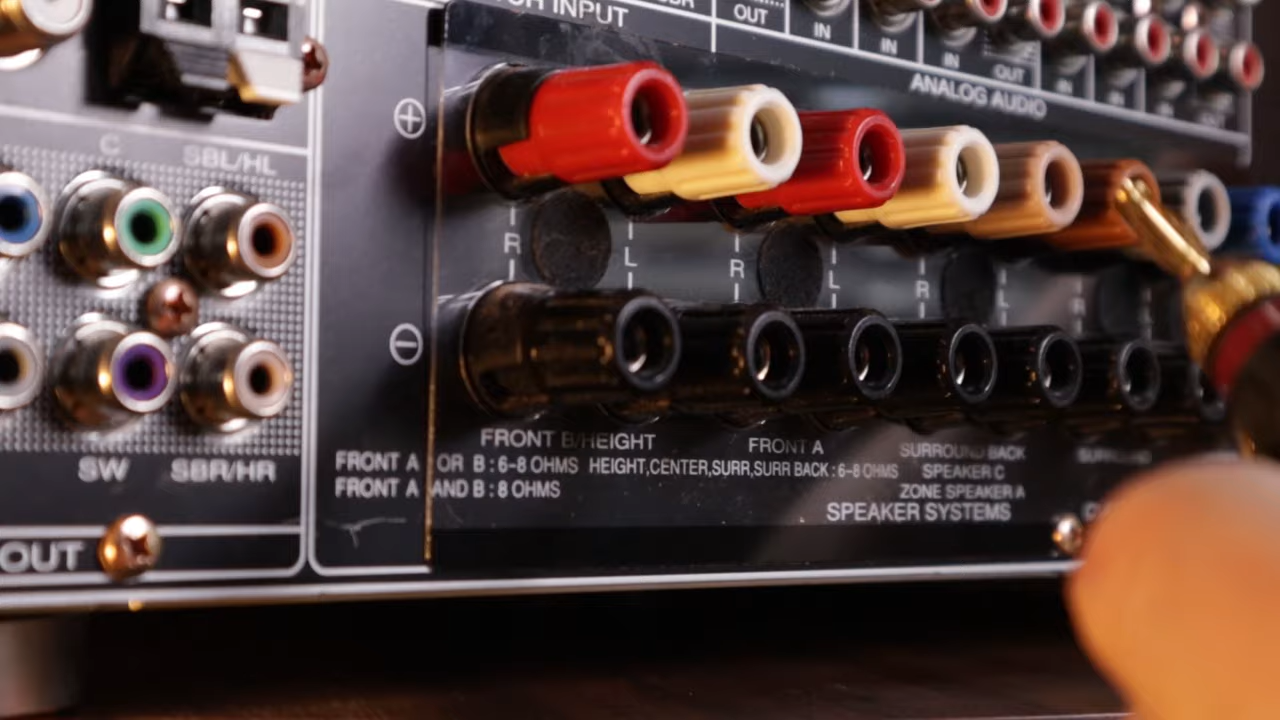 INPUT
OUT
IN
IN
IN
OUT
IN
IN
ANALOG AUDIO
C
SBL/HL
+
R
L
R
L
R
L
R
−
SW
SBR/HR
FRONT B/HEIGHT
FRONT A
SURROUND BACK
FRONT A OR B : 6-8 OHMS HEIGHT,CENTER,SURR,SURR BACK : 6-8 OHMS
SPEAKER C
FRONT A AND B : 8 OHMS
ZONE SPEAKER A
SPEAKER SYSTEMS
OUT